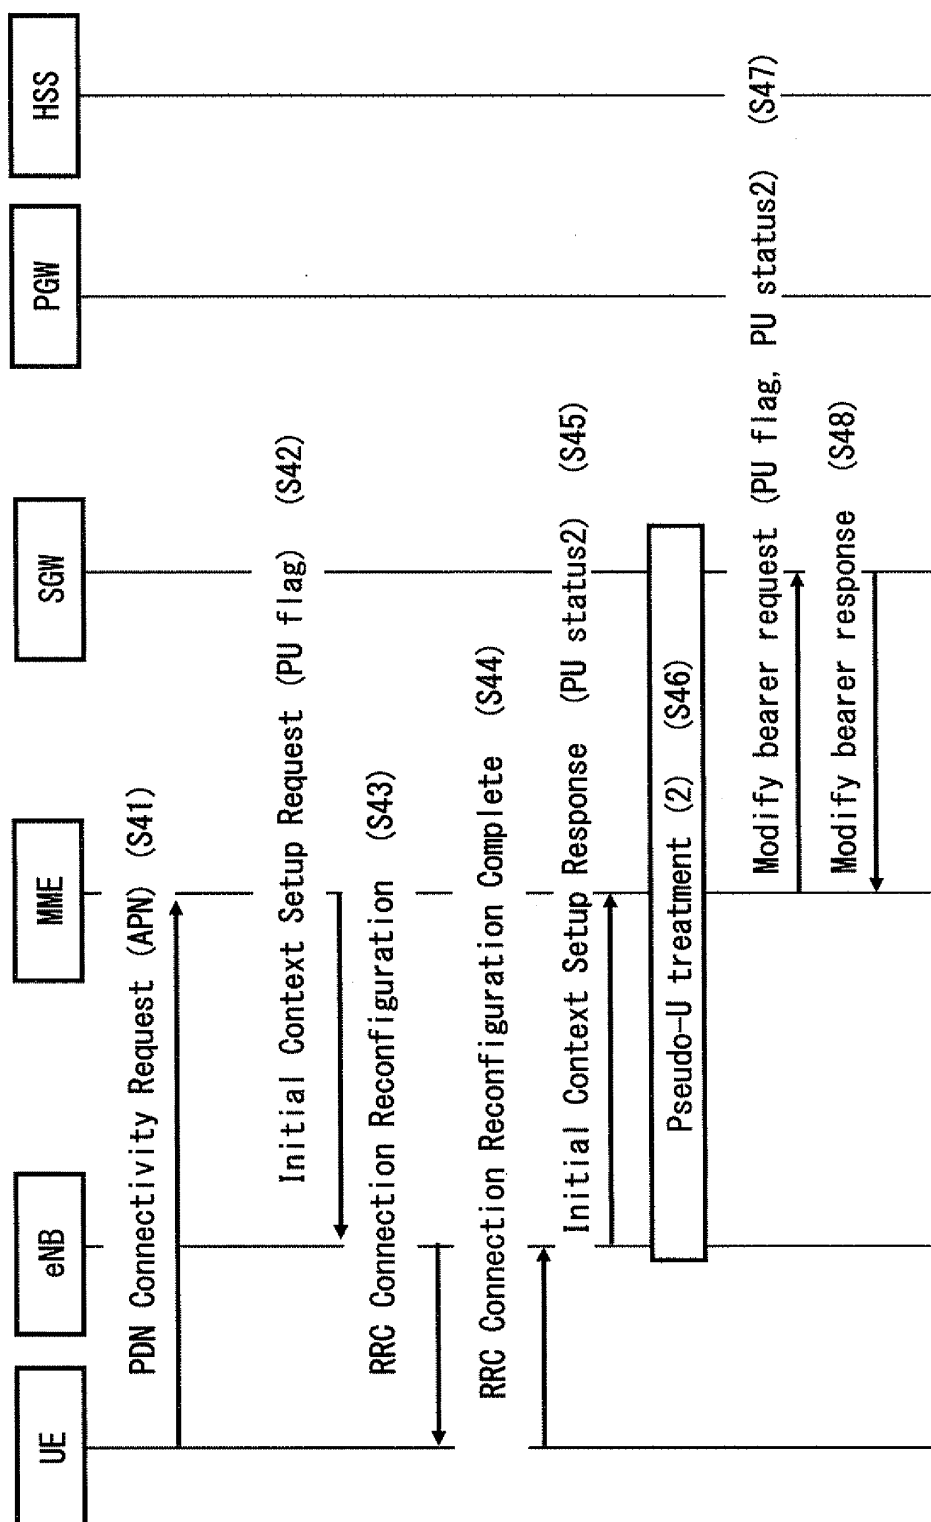 UE
eNB
MME
SGW
PGW
HSS
PDN Connectivity Request (APN) (S41)
Initial Context Setup Request (PU flag) (S42)
RRC Connection Reconfiguration (S43)
RRC Connection Reconfiguration Complete (S44)
Initial Context Setup Response (PU status2) (S45)
Pseudo-U treatment (2) (S46)
Modify bearer request (PU flag, PU status2) (S47)
Modify bearer response (S48)